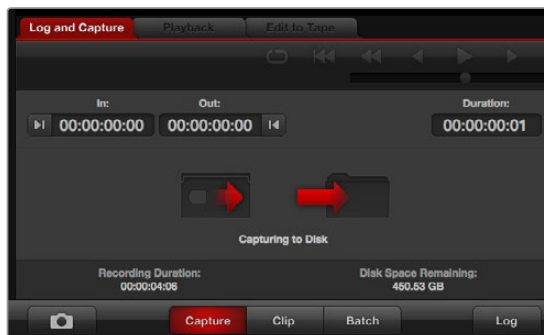 Log and Capture Playback Edit to Tape
In: Out: Duration:
00:00:00:00 00:00:00:00 00:00:00:01
Capturing to Disk
Recording Duration: Disk Space Remaining:
00:00:04:06 450.53 GB
Capture Clip Batch Log